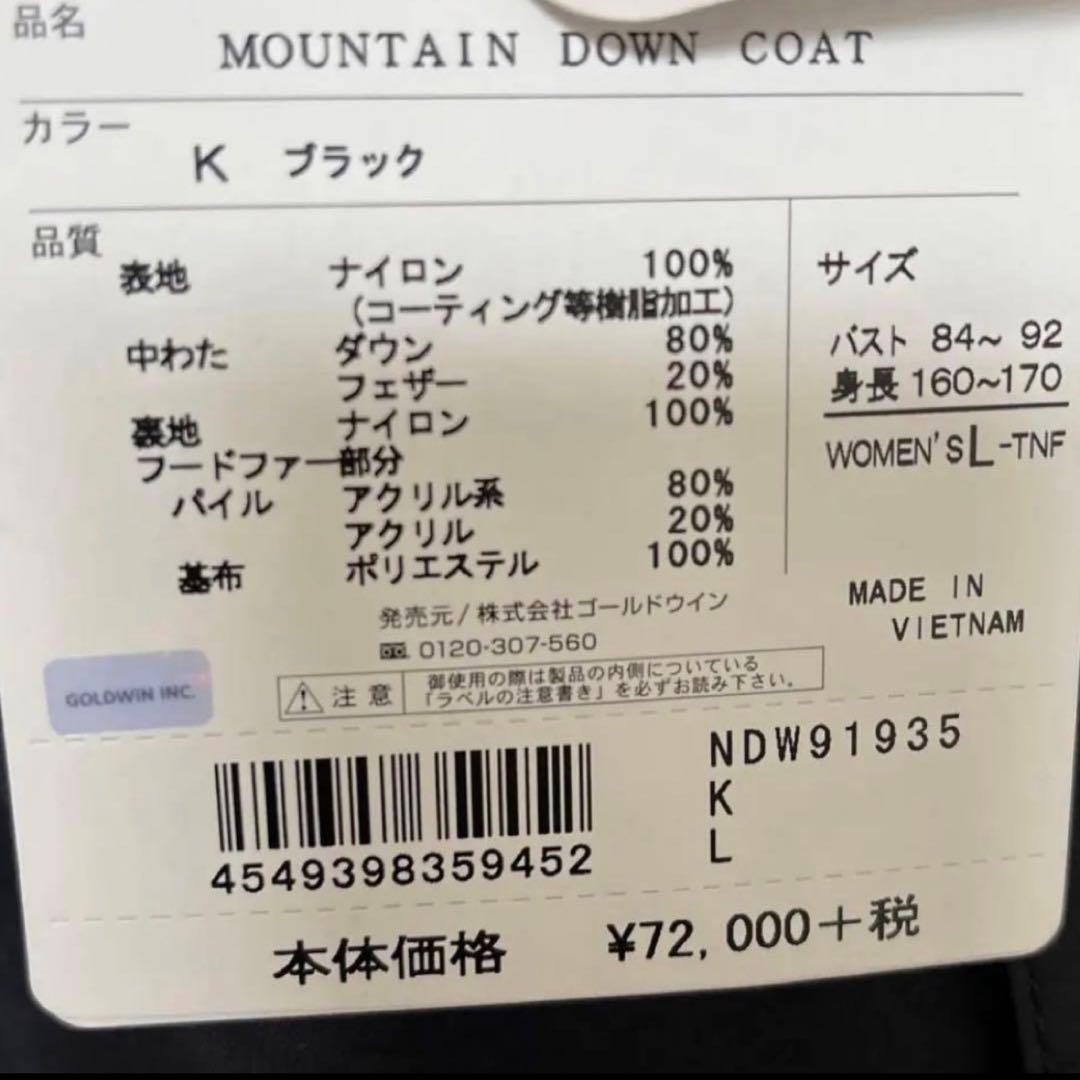 品名
MOUNTAIN DOWN COAT
カラー
K ブラック
品質
表地 ナイロン 100%
(コーティング等樹脂加工)
中わた ダウン 80%
フェザー 20%
裏地 ナイロン 100%
フードファー部分
パイル アクリル系 80%
アクリル 20%
基布 ポリエステル 100%
サイズ
バスト 84~ 92
身長 160~170
WOMEN'S L-TNF
MADE IN
VIETNAM
発売元/株式会社ゴールドウイン
0120-307-560
GOLDWIN INC.
注意
御使用の際は製品の内側についている
「ラベルの注意書き」を必ずお読み下さい。
NDW91935
K
L
4549398359452
本体価格 ¥72,000+税